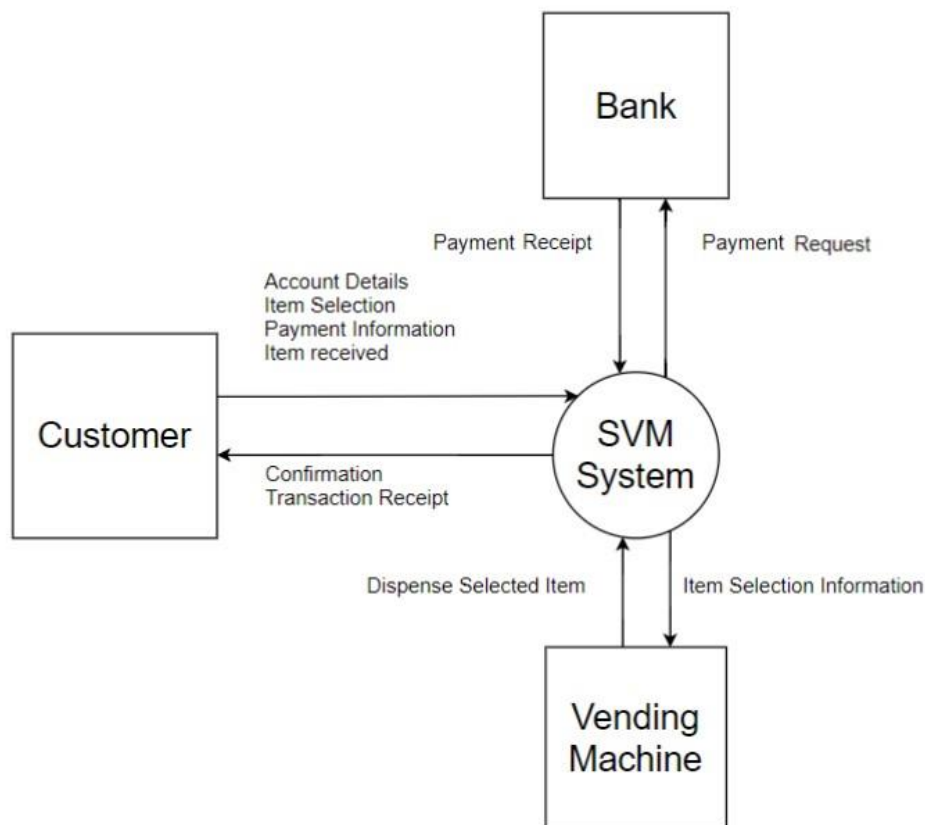 Bank
Payment Receipt
Payment Request
Account Details
Item Selection
Payment Information
Item received
Customer
SVM
System
Confirmation
Transaction Receipt
Dispense Selected Item
Item Selection Information
Vending
Machine